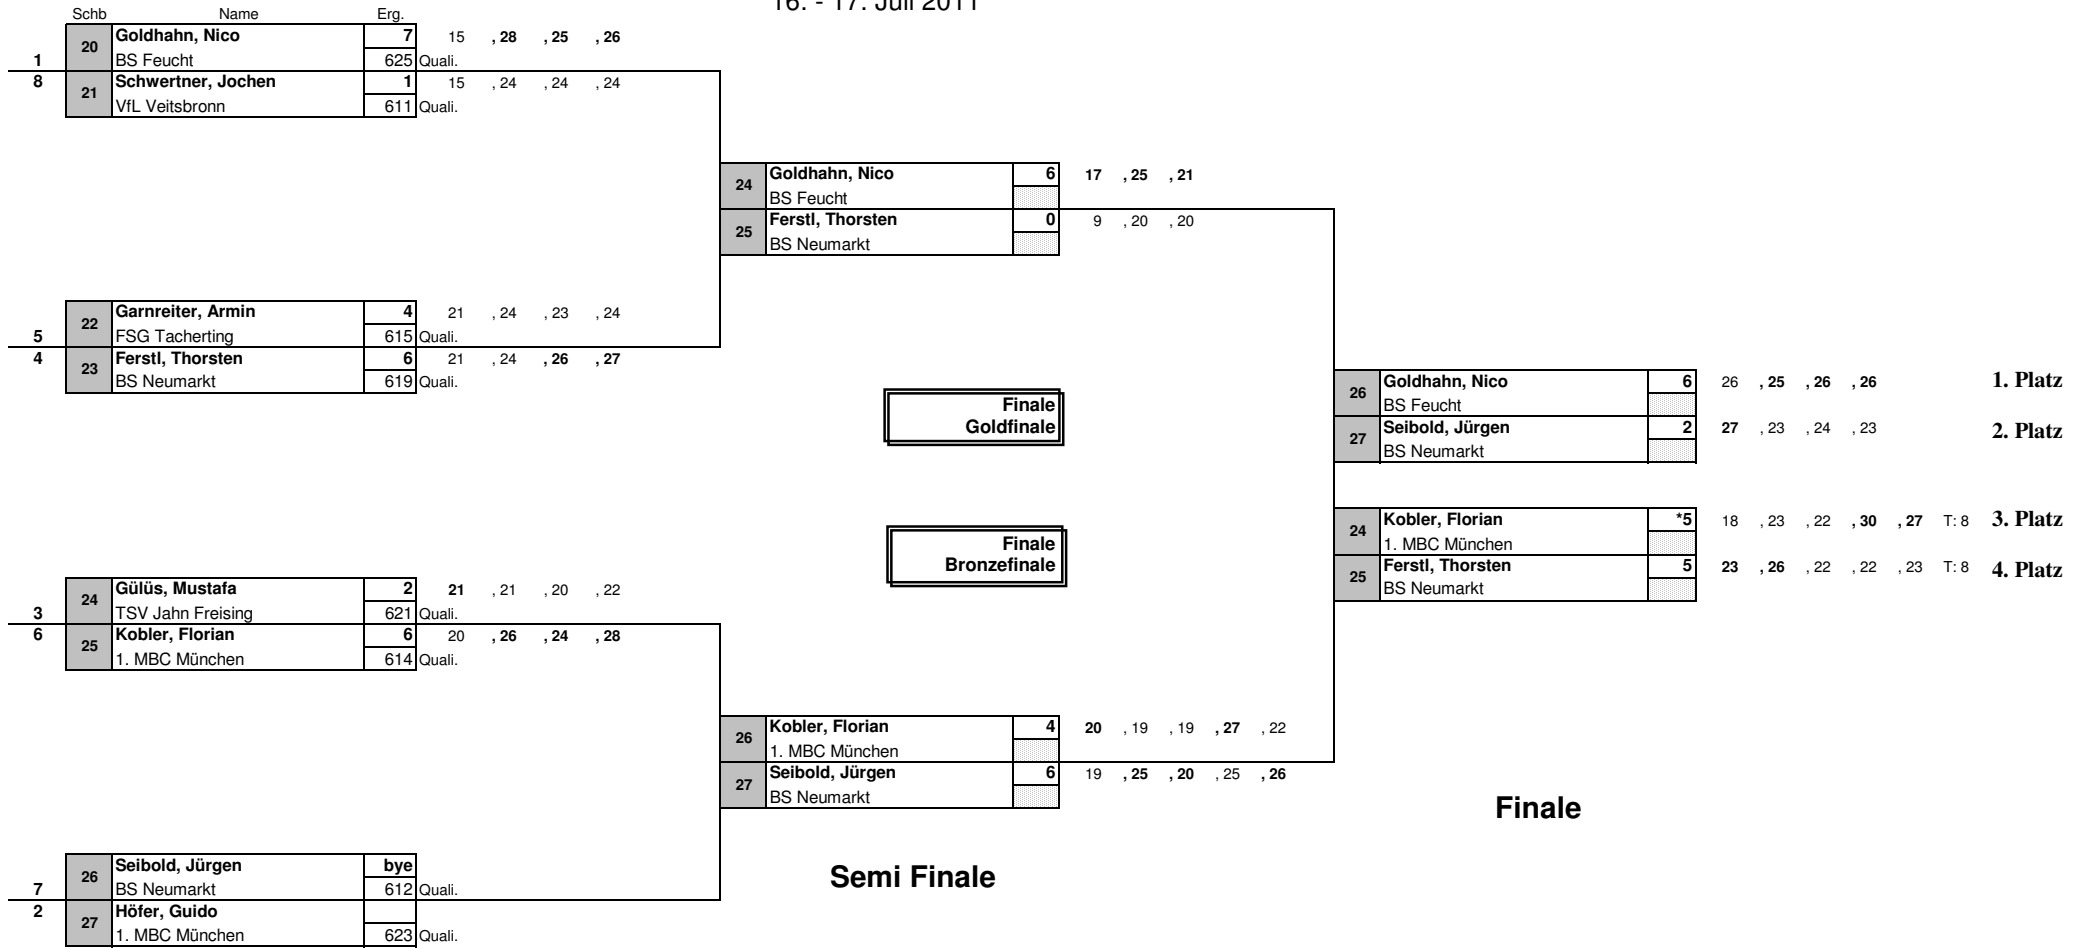 16. - 17. Juli 2011
Schb Name Erg.
20 Goldhahn, Nico 7 15 , 28 , 25 , 26
1 BS Feucht 625 Quali.
8 21 Schwertner, Jochen 1 15 , 24 , 24 , 24
VfL Veitsbronn 611 Quali.
24 Goldhahn, Nico 6 17 , 25 , 21
BS Feucht
25 Ferstl, Thorsten 0 9 , 20 , 20
BS Neumarkt
22 Garnreiter, Armin 4 21 , 24 , 23 , 24
5 FSG Tacherting 615 Quali.
4 23 Ferstl, Thorsten 6 21 , 24 , 26 , 27
BS Neumarkt 619 Quali.
26 Goldhahn, Nico 6 26 , 25 , 26 , 26 1. Platz
BS Feucht
27 Seibold, Jürgen 2 27 , 23 , 24 , 23 2. Platz
BS Neumarkt
Finale
Goldfinale
24 Kobler, Florian *5 18 , 23 , 22 , 30 , 27 T: 8 3. Platz
1. MBC München
25 Ferstl, Thorsten 5 23 , 26 , 22 , 22 , 23 T: 8 4. Platz
BS Neumarkt
Finale
Bronzefinale
24 Gülüs, Mustafa 2 21 , 21 , 20 , 22
3 TSV Jahn Freising 621 Quali.
6 25 Kobler, Florian 6 20 , 26 , 24 , 28
1. MBC München 614 Quali.
26 Kobler, Florian 4 20 , 19 , 19 , 27 , 22
1. MBC München
27 Seibold, Jürgen 6 19 , 25 , 20 , 25 , 26
BS Neumarkt
Finale
26 Seibold, Jürgen bye
7 BS Neumarkt 612 Quali.
2 27 Höfer, Guido
1. MBC München 623 Quali.
Semi Finale